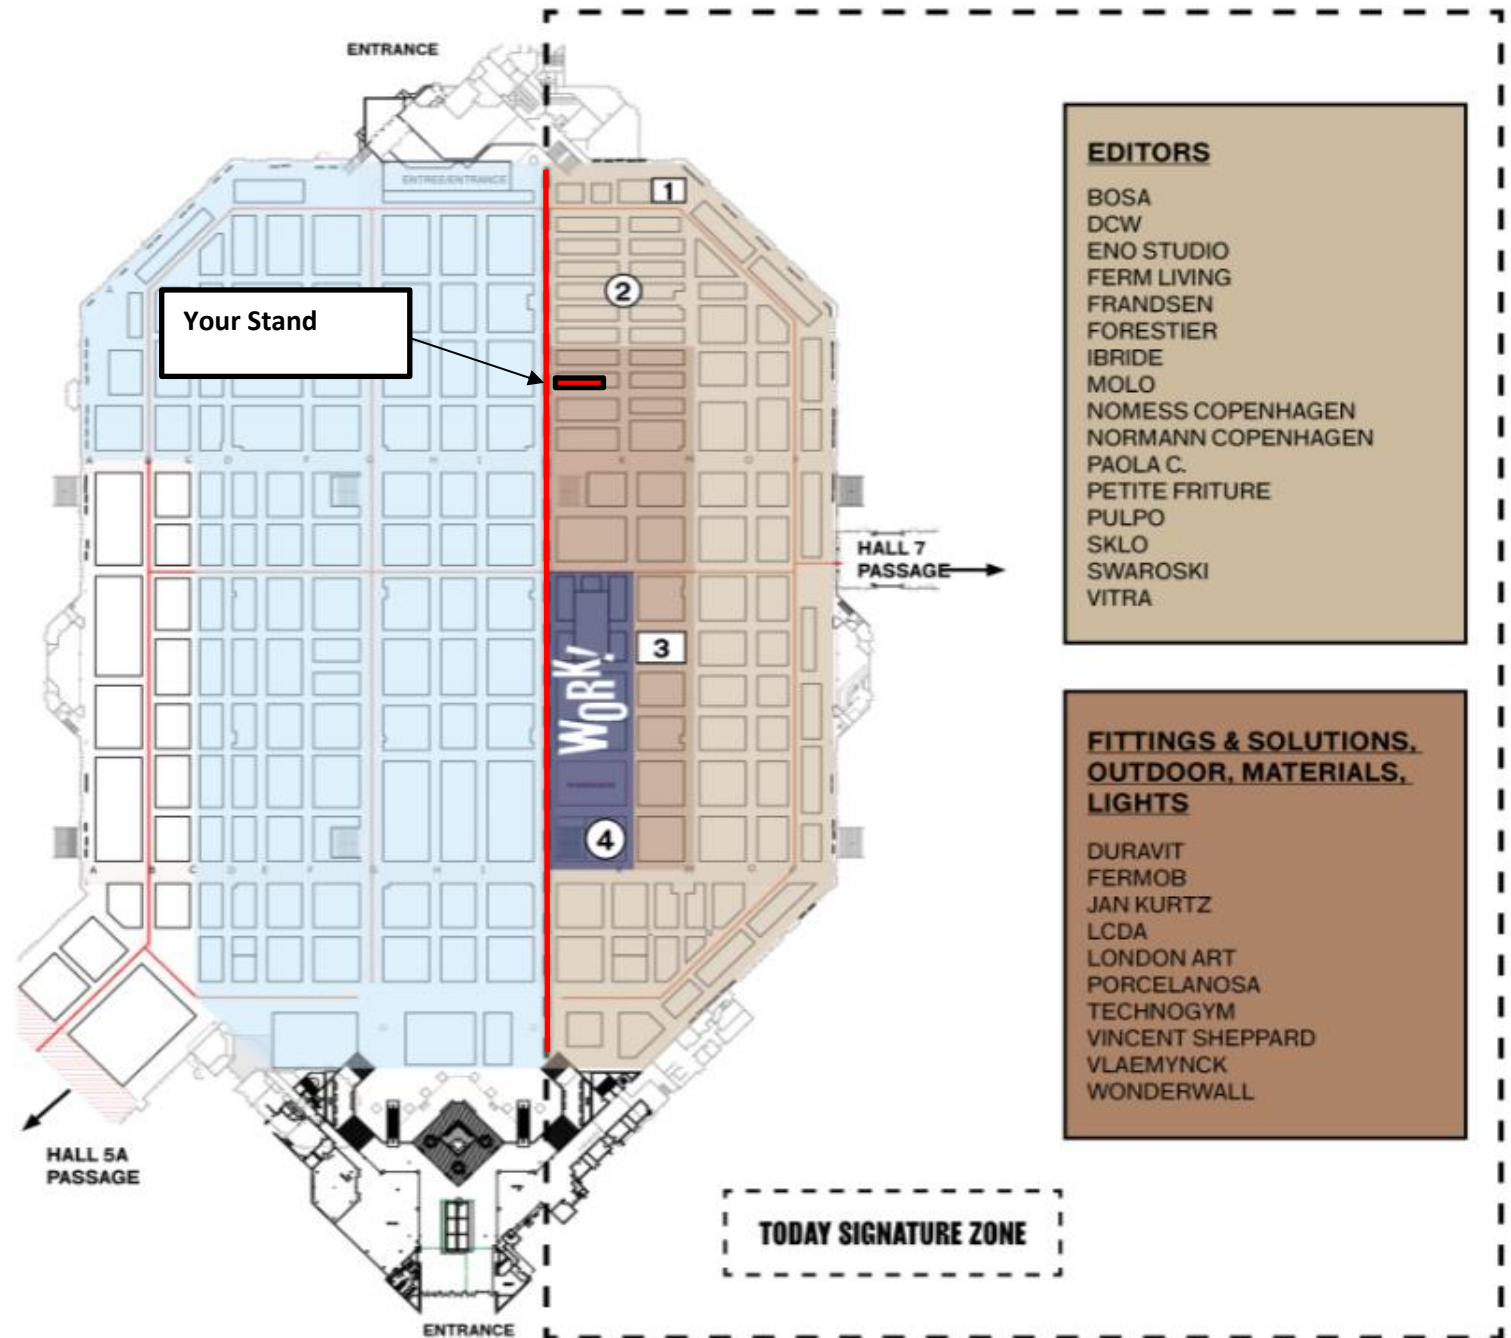 ENTRANCE
ENTREE/ENTRANCE
1
2
Your Stand
A
B
C
D
F
G
H
I
K
M
O
P
HALL 7
PASSAGE
WORK!
3
4
A
B
C
D
E
F
G
H
I
K
M
O
HALL 5A
PASSAGE
ENTRANCE
EDITORS
BOSA
DCW
ENO STUDIO
FERM LIVING
FRANDSEN
FORESTIER
IBRIDE
MOLO
NOMESS COPENHAGEN
NORMANN COPENHAGEN
PAOLA C.
PETITE FRITURE
PULPO
SKLO
SWAROSKI
VITRA
FITTINGS & SOLUTIONS,
OUTDOOR, MATERIALS,
LIGHTS
DURAVIT
FERMOB
JAN KURTZ
LCDA
LONDON ART
PORCELANOSA
TECHNOGYM
VINCENT SHEPPARD
VLAEMYNCK
WONDERWALL
TODAY SIGNATURE ZONE